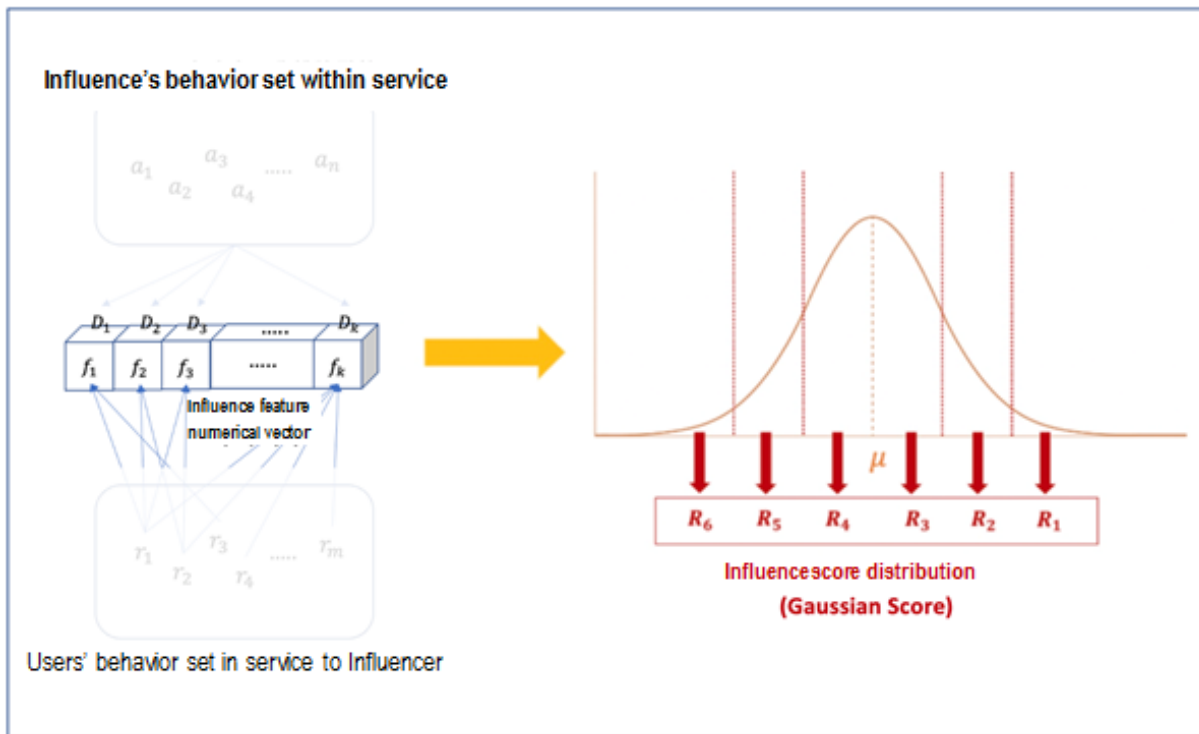 Influence's behavior set within service
a₃
a₁ ..... aₙ
a₂ a₄
D₁ D₂ D₃ ..... Dₖ
f₁ f₂ f₃ ..... fₖ
Influence feature
numerical vector
r₃
r₁ ..... rₘ
r₂ r₄
Users' behavior set in service to Influencer
μ
R₆ R₅ R₄ R₃ R₂ R₁
Influencescore distribution
(Gaussian Score)